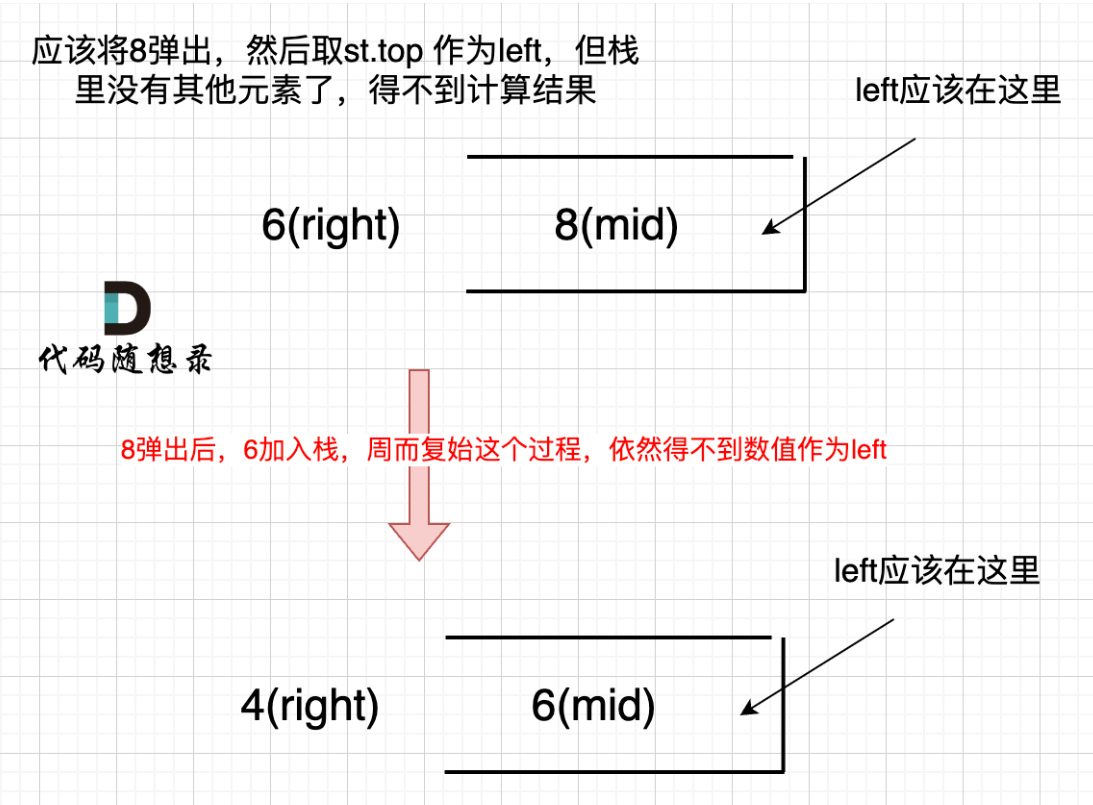 应该将8弹出，然后取st.top 作为left，但栈
里没有其他元素了，得不到计算结果
left应该在这里
6(right)
8(mid)
代码随想录
8弹出后，6加入栈，周而复始这个过程，依然得不到数值作为left
left应该在这里
4(right)
6(mid)